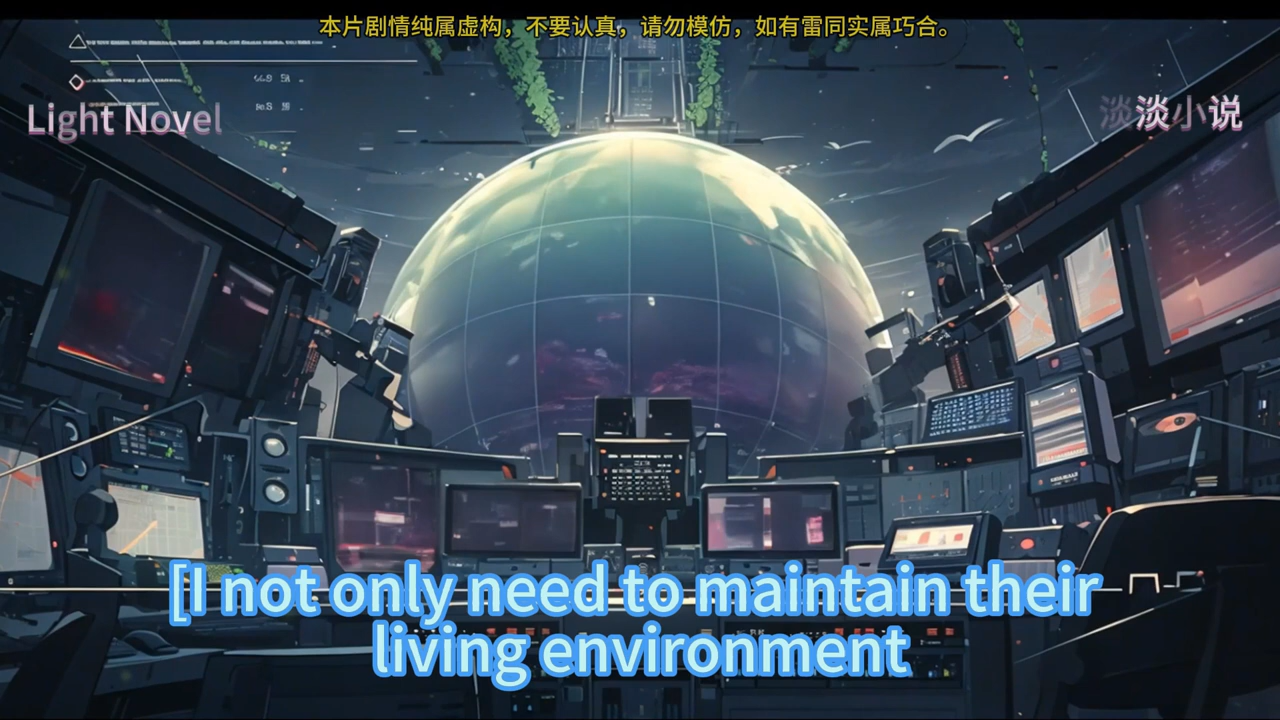 本片剧情纯属虚构，不要认真，请勿模仿，如有雷同实属巧合。
Light Novel
淡淡小说
[I not only need to maintain their
living environment